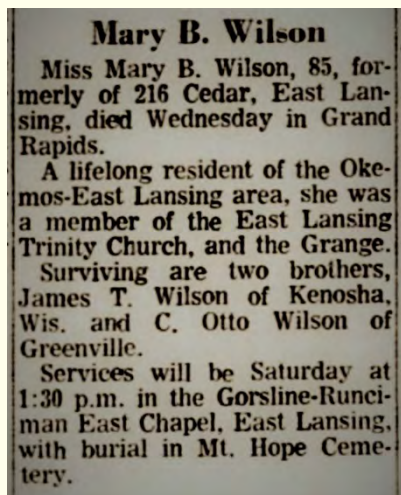 Mary B. Wilson
Miss Mary B. Wilson, 85, for-
merly of 216 Cedar, East Lan-
sing, died Wednesday in Grand
Rapids.
A lifelong resident of the Oke-
mos-East Lansing area, she was
a member of the East Lansing
Trinity Church, and the Grange.
Surviving are two brothers,
James T. Wilson of Kenosha,
Wis. and C. Otto Wilson of
Greenville.
Services will be Saturday at
1:30 p.m. in the Gorsline-Runci-
man East Chapel, East Lansing,
with burial in Mt. Hope Ceme-
tery.